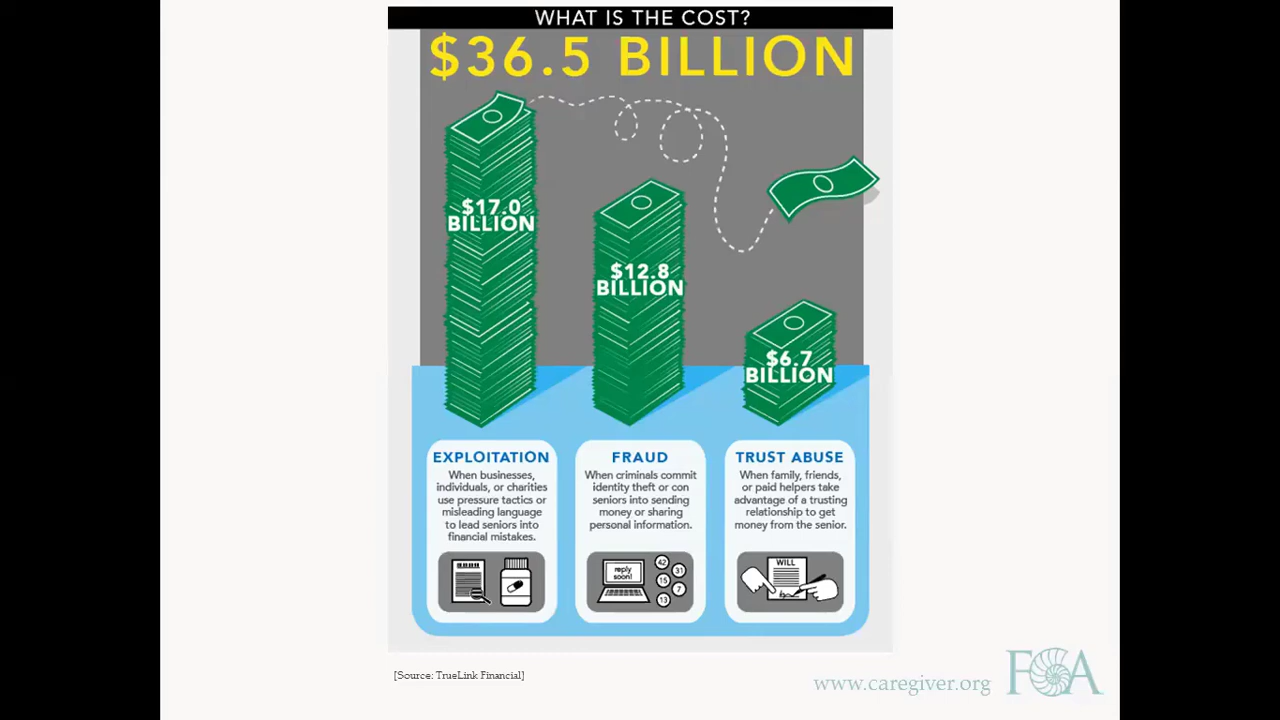 WHAT IS THE COST?
$36.5 BILLION
$17.0
BILLION
$12.8
BILLION
$6.7
BILLION
EXPLOITATION
When businesses,
individuals, or charities
use pressure tactics or
misleading language
to lead seniors into
financial mistakes.
FRAUD
When criminals commit
identity theft or con
seniors into sending
money or sharing
personal information.
reply
soon!
42
31
15
7
13
TRUST ABUSE
When family, friends,
or paid helpers take
advantage of a trusting
relationship to get
money from the senior.
WILL
[Source: TrueLink Financial]
www.caregiver.org
FCA